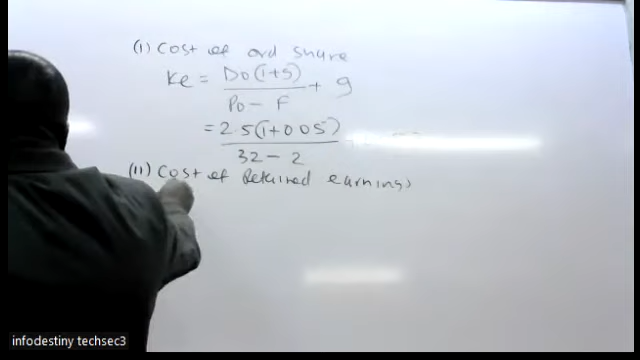 (i) Cost of ord share
Ke = Do(1+g) + g
Po - F
= 2.5(1+0.05)
32 - 2
(ii) Cost of Retained earnings
infodestiny techsec3